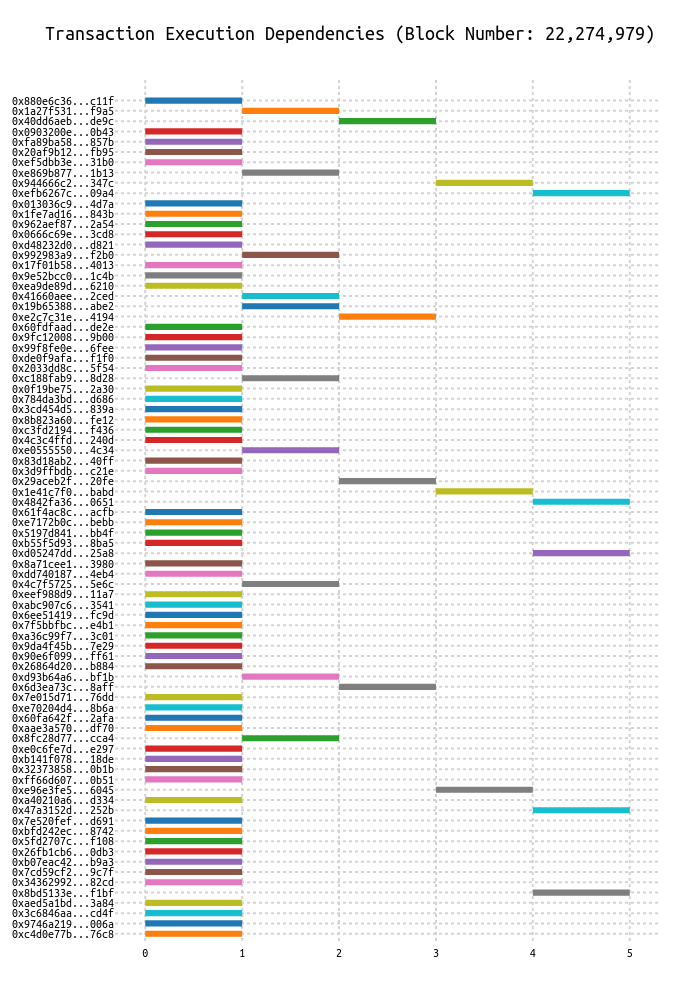 Transaction Execution Dependencies (Block Number: 22,274,979)
0x880e6c36...c11f
0x1a27f531...f9a5
0x40dd6aeb...de9c
0x0903200e...0b43
0xfa89ba58...857b
0x20af9b12...fb95
0xef5dbb3e...31b0
0xe869b877...1b13
0x944666c2...347c
0xefb6267c...09a4
0x013036c9...4d7a
0x1fe7ad16...843b
0x962aef87...2a54
0x0666c69e...3cd8
0xd48232d0...d821
0x992983a9...f2b0
0x17f01b58...4013
0x9e52bcc0...1c4b
0xea9de89d...6210
0x41660aee...2ced
0x19b65388...abe2
0xe2c7c31e...4194
0x60fdfaad...de2e
0x9fc12008...9b00
0x99f8fe0e...6fee
0xde0f9afa...f1f0
0x2033dd8c...5f54
0xc188fab9...8d28
0x0f19be75...2a30
0x784da3bd...d686
0x3cd454d5...839a
0x8b823a60...fe12
0xc3fd2194...f436
0x4c3c4ffd...240d
0xe0555550...4c34
0x83d18ab2...40ff
0x3d9ffbdb...c21e
0x29aceb2f...20fe
0x1e41c7f0...babd
0x4842fa36...0651
0x61f4ac8c...acfb
0xe7172b0c...bebb
0x5197d841...bb4f
0xb55f5d93...8ba5
0xd05247dd...25a8
0x8a71cee1...3980
0xdd740187...4eb4
0x4c7f5725...5e6c
0xeef988d9...11a7
0xabc907c6...3541
0x6ee51419...fc9d
0x7f5bbfbc...e4b1
0xa36c99f7...3c01
0x9da4f45b...7e29
0x90e6f099...ff61
0x26864d20...b884
0xd93b64a6...bf1b
0x6d3ea73c...8aff
0x7e015d71...76dd
0xe70204d4...8b6a
0x60fa642f...2afa
0xaae3a570...df70
0x8fc28d77...cca4
0xe0c6fe7d...e297
0xb141f078...18de
0x32373858...0b1b
0xff66d607...0b51
0xe96e3fe5...6045
0xa40210a6...d334
0x47a3152d...252b
0x7e520fef...d691
0xbfd242ec...8742
0x5fd2707c...f108
0x26fb1cb6...0db3
0xb07eac42...b9a3
0x7cd59cf2...9c7f
0x34362992...82cd
0x8bd5133e...f1bf
0xaed5a1bd...3a84
0x3c6846aa...cd4f
0x9746a219...006a
0xc4d0e77b...76c8
0 1 2 3 4 5